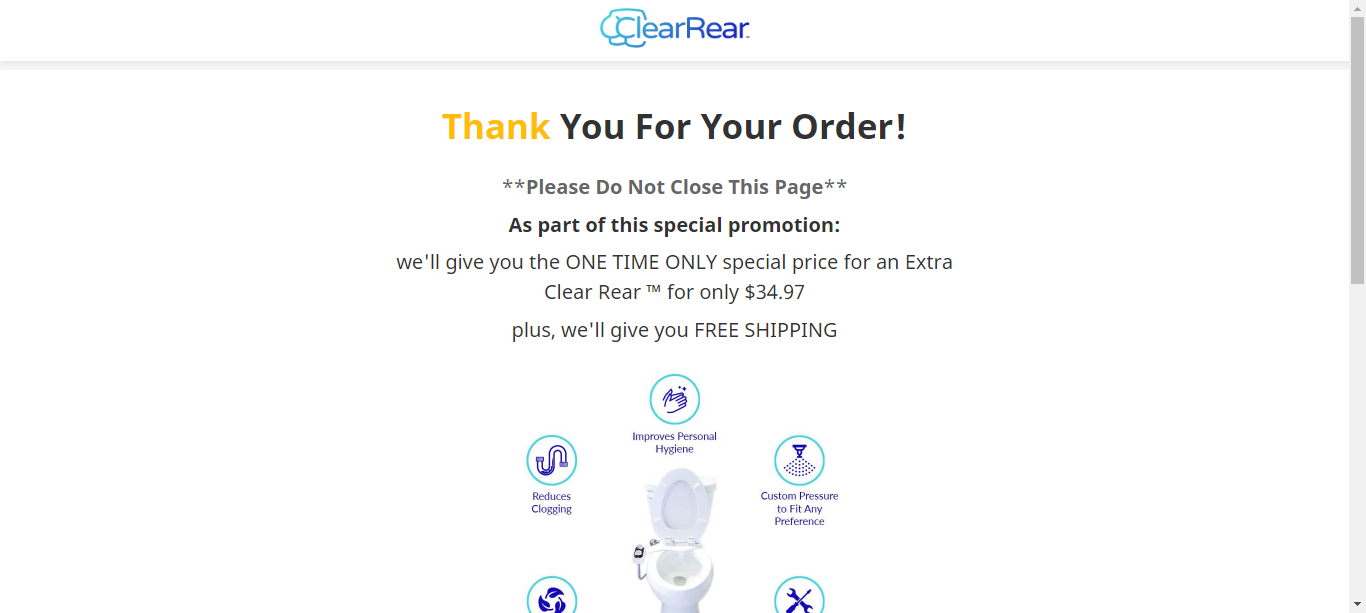 ClearRear™
Thank You For Your Order!
**Please Do Not Close This Page**
As part of this special promotion:
we'll give you the ONE TIME ONLY special price for an Extra
Clear Rear ™ for only $34.97
plus, we'll give you FREE SHIPPING
Improves Personal
Hygiene
Reduces
Clogging
Custom Pressure
to Fit Any
Preference